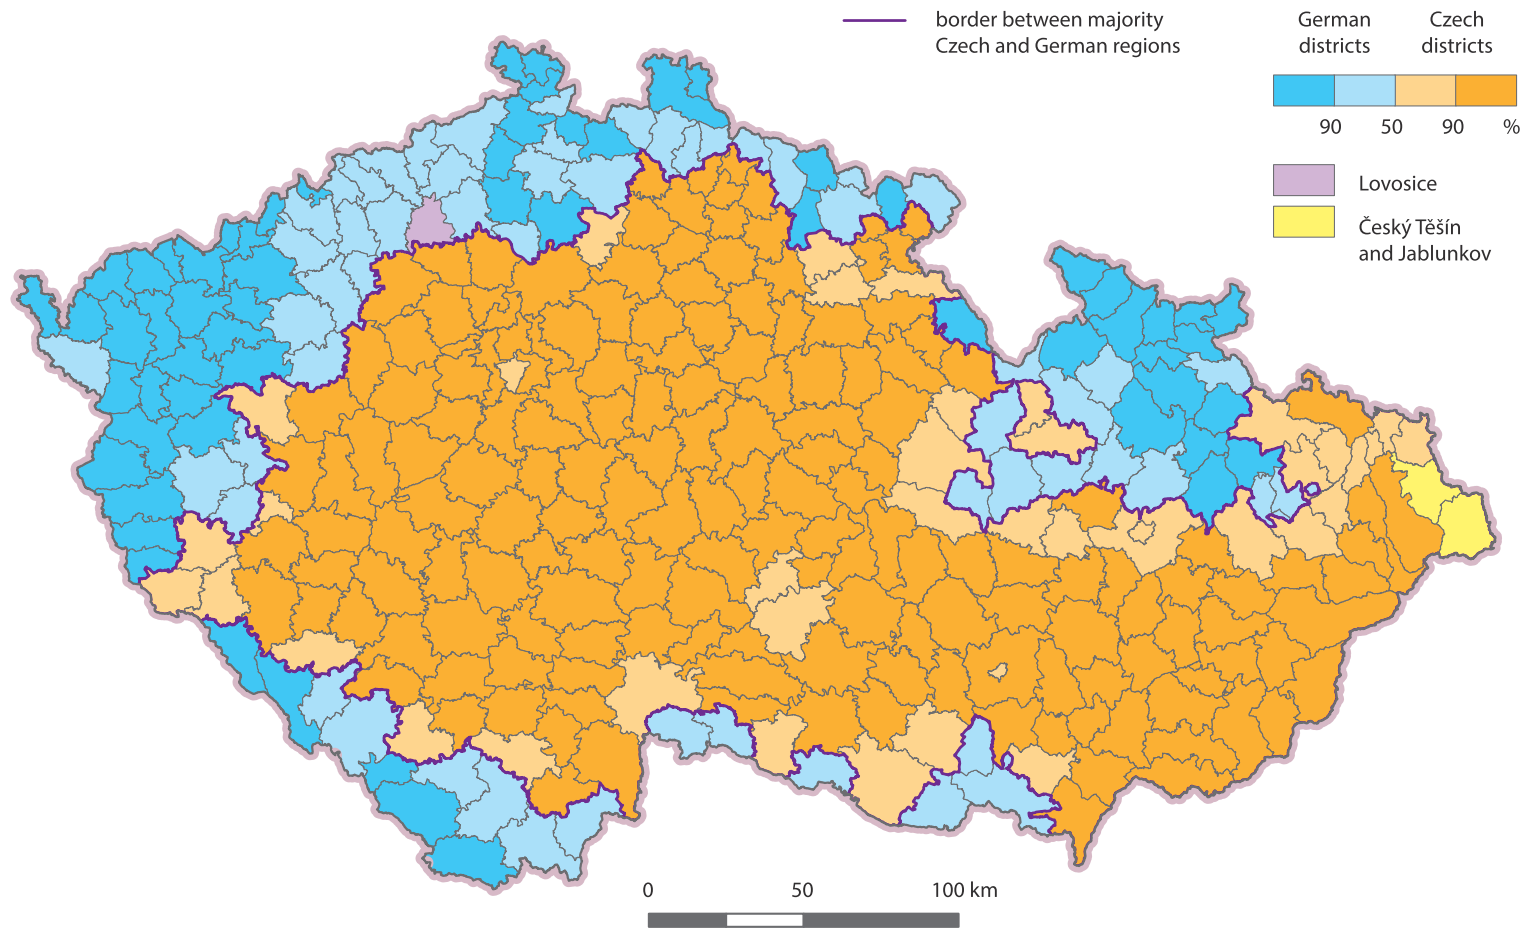 border between majority
Czech and German regions
German
districts
Czech
districts
90
50
90
%
Lovosice
Český Těšín
and Jablunkov
0
50
100 km